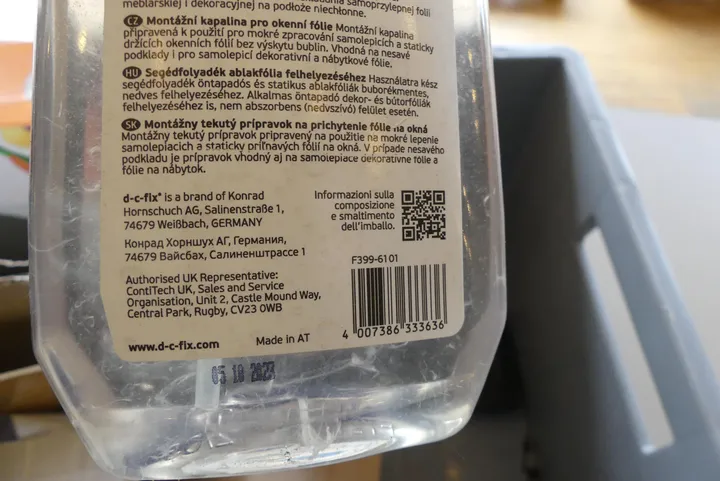 meblarskiej i dekoracyjnej na podłoże niechłonne.
CZ Montážní kapalina pro okenní fólie Montážní kapalina
připravená k použití pro mokré zpracování samolepicích a staticky
držících okenních fólií bez výskytu bublin. Vhodná na nesavé
podklady i pro samolepicí dekorativní a nábytkové fólie.
HU Segédfolyadék ablakfólia felhelyezéséhez Használatra kész
segédfolyadék öntapadós és statikus ablakfóliák buborékmentes,
nedves felhelyezéséhez. Alkalmas öntapadó dekor- és bútorfóliák
felhelyezéséhez is, nem abszorbens (nedvszívó) felület esetén.
SK Montážny tekutý prípravok na prichytenie fólie na okná
Montážny tekutý prípravok pripravený na použitie na mokré lepenie
samolepiacich a staticky priľnavých fólií na okná. V prípade nesavého
podkladu je prípravok vhodný aj na samolepiace dekoratívne fólie a
fólie na nábytok.
d-c-fix® is a brand of Konrad
Hornschuch AG, Salinenstraße 1,
74679 Weißbach, GERMANY
Конрад Хорншух АГ, Германия,
74679 Вайсбах, Салиненштрассе 1
Authorised UK Representative:
ContiTech UK, Sales and Service
Organisation, Unit 2, Castle Mound Way,
Central Park, Rugby, CV23 0WB
www.d-c-fix.com
Made in AT
Informazioni sulla
composizione
e smaltimento
dell'imballo.
F399-6101
4 007386 333636
05 10 2023